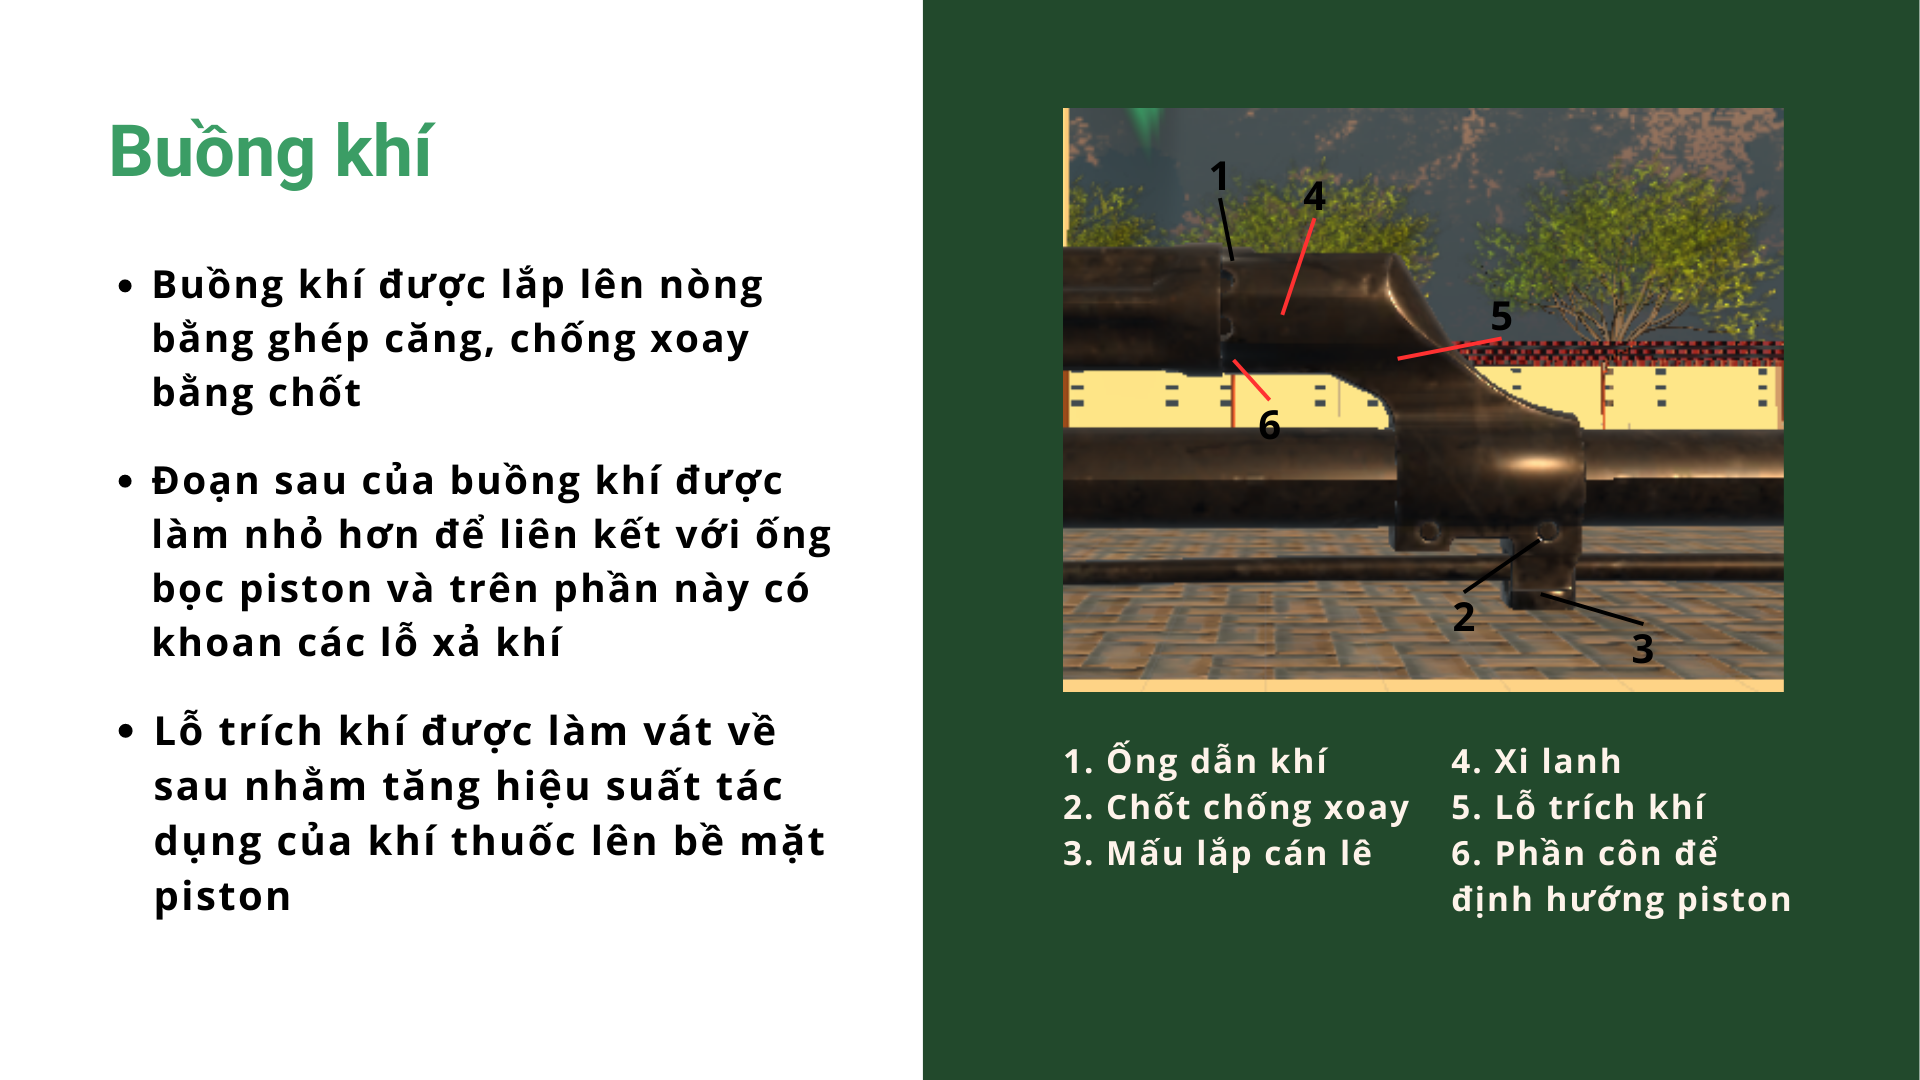 Buồng khí
• Buồng khí được lắp lên nòng
bằng ghép căng, chống xoay
bằng chốt
• Đoạn sau của buồng khí được
làm nhỏ hơn để liên kết với ống
bọc piston và trên phần này có
khoan các lỗ xả khí
• Lỗ trích khí được làm vát về
sau nhằm tăng hiệu suất tác
dụng của khí thuốc lên bề mặt
piston
1
4
5
6
2
3
1. Ống dẫn khí
2. Chốt chống xoay
3. Mấu lắp cán lê
4. Xi lanh
5. Lỗ trích khí
6. Phần côn để
định hướng piston